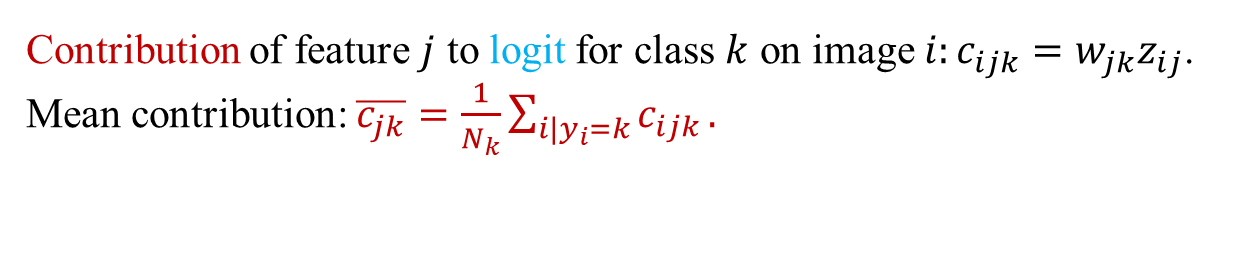 Contribution of feature j to logit for class k on image i: c_{ijk} = w_{jk}z_{ij}.
Mean contribution: \overline{c_{jk}} = \frac{1}{N_k} \sum_{i|y_i=k} c_{ijk}.